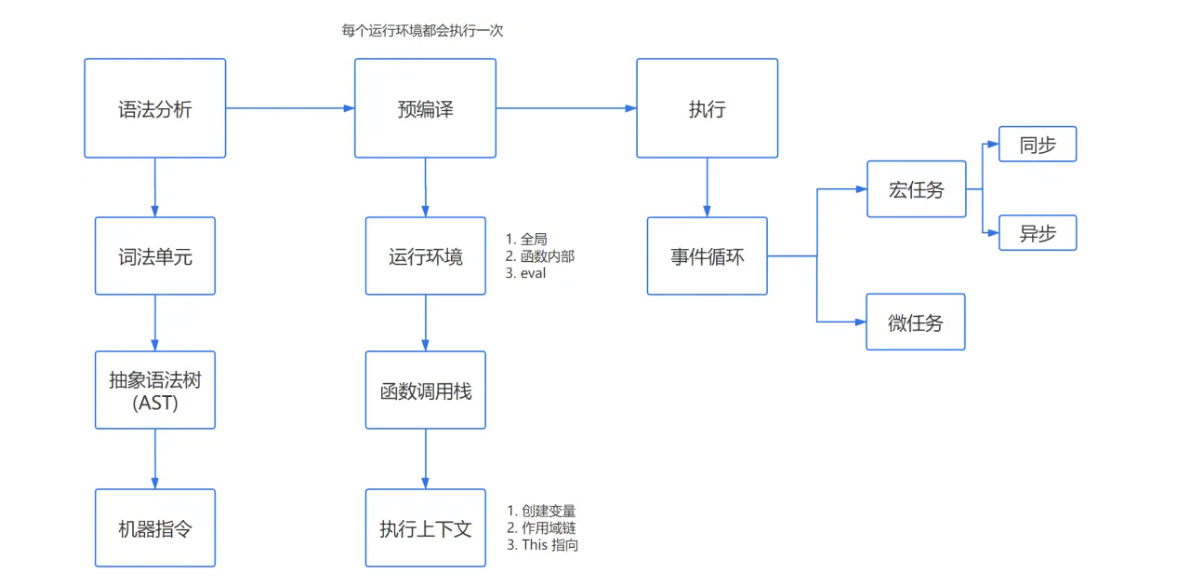 每个运行环境都会执行一次
语法分析
预编译
执行
同步
宏任务
异步
词法单元
运行环境
1. 全局
2. 函数内部
3. eval
事件循环
微任务
抽象语法树
(AST)
函数调用栈
机器指令
执行上下文
1. 创建变量
2. 作用域链
3. This 指向